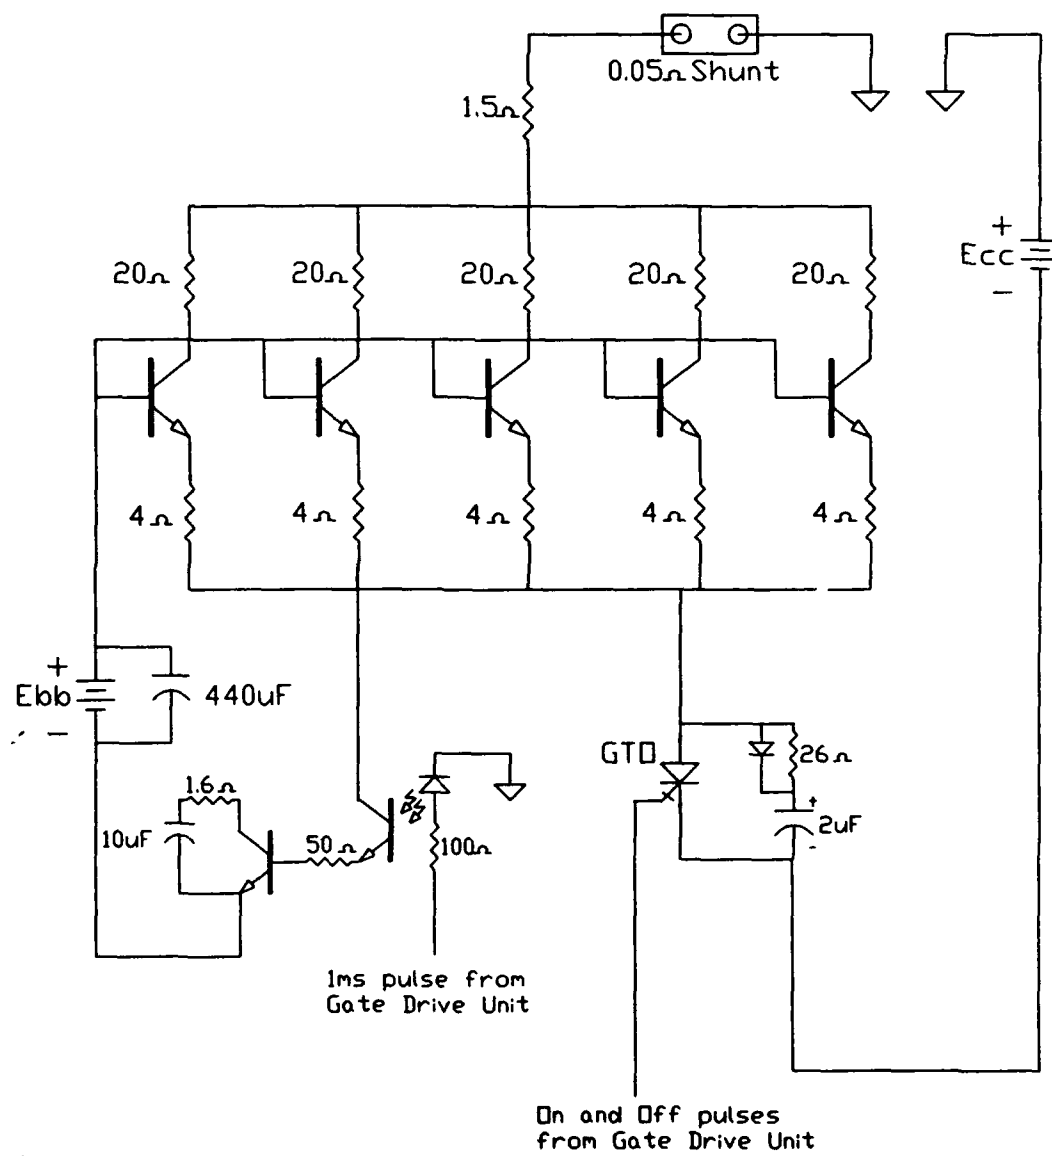 0.05Ω Shunt
1.5Ω
+
Ecc
-
20Ω 20Ω 20Ω 20Ω 20Ω
4Ω 4Ω 4Ω 4Ω 4Ω
+
Ebb
-
440uF
GTO
26Ω
+
2uF
-
1.6Ω
10uF
50Ω
100Ω
1ms pulse from
Gate Drive Unit
On and Off pulses
from Gate Drive Unit